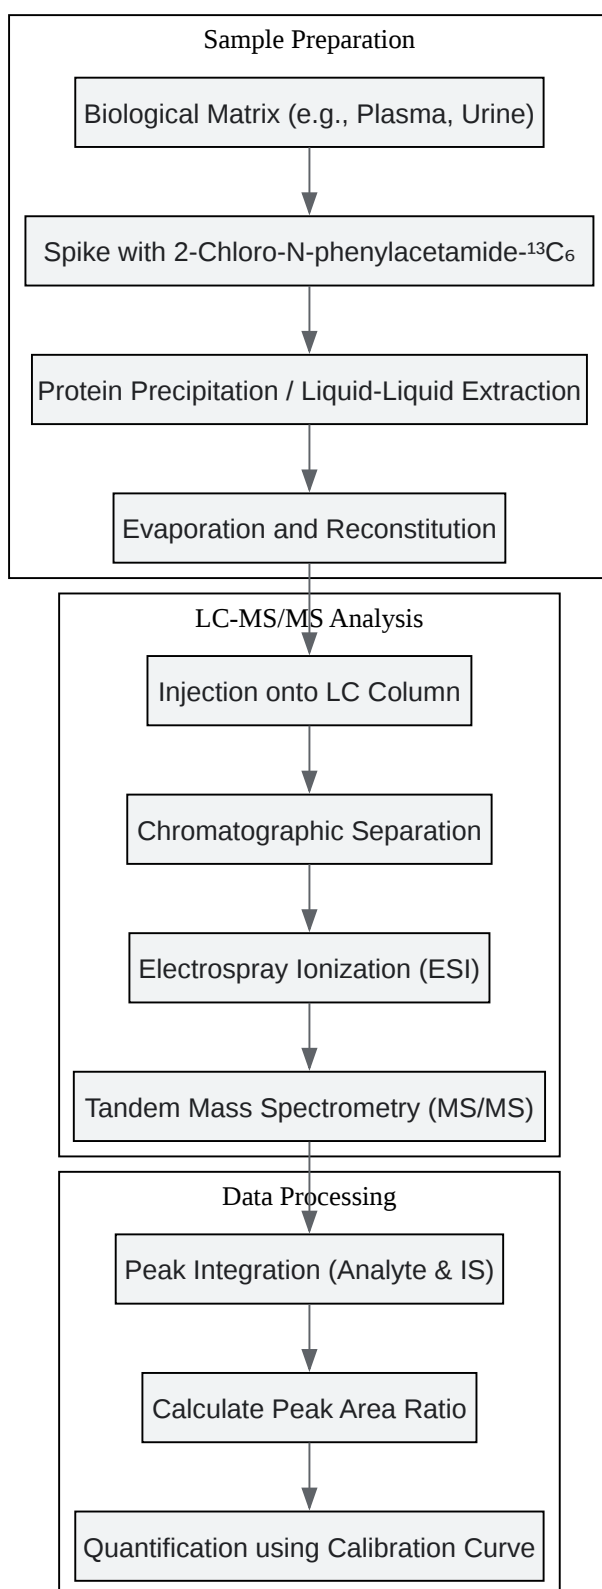 Sample Preparation
Biological Matrix (e.g., Plasma, Urine)
Spike with 2-Chloro-N-phenylacetamide-¹³C₆
Protein Precipitation / Liquid-Liquid Extraction
Evaporation and Reconstitution
LC-MS/MS Analysis
Injection onto LC Column
Chromatographic Separation
Electrospray Ionization (ESI)
Tandem Mass Spectrometry (MS/MS)
Data Processing
Peak Integration (Analyte & IS)
Calculate Peak Area Ratio
Quantification using Calibration Curve